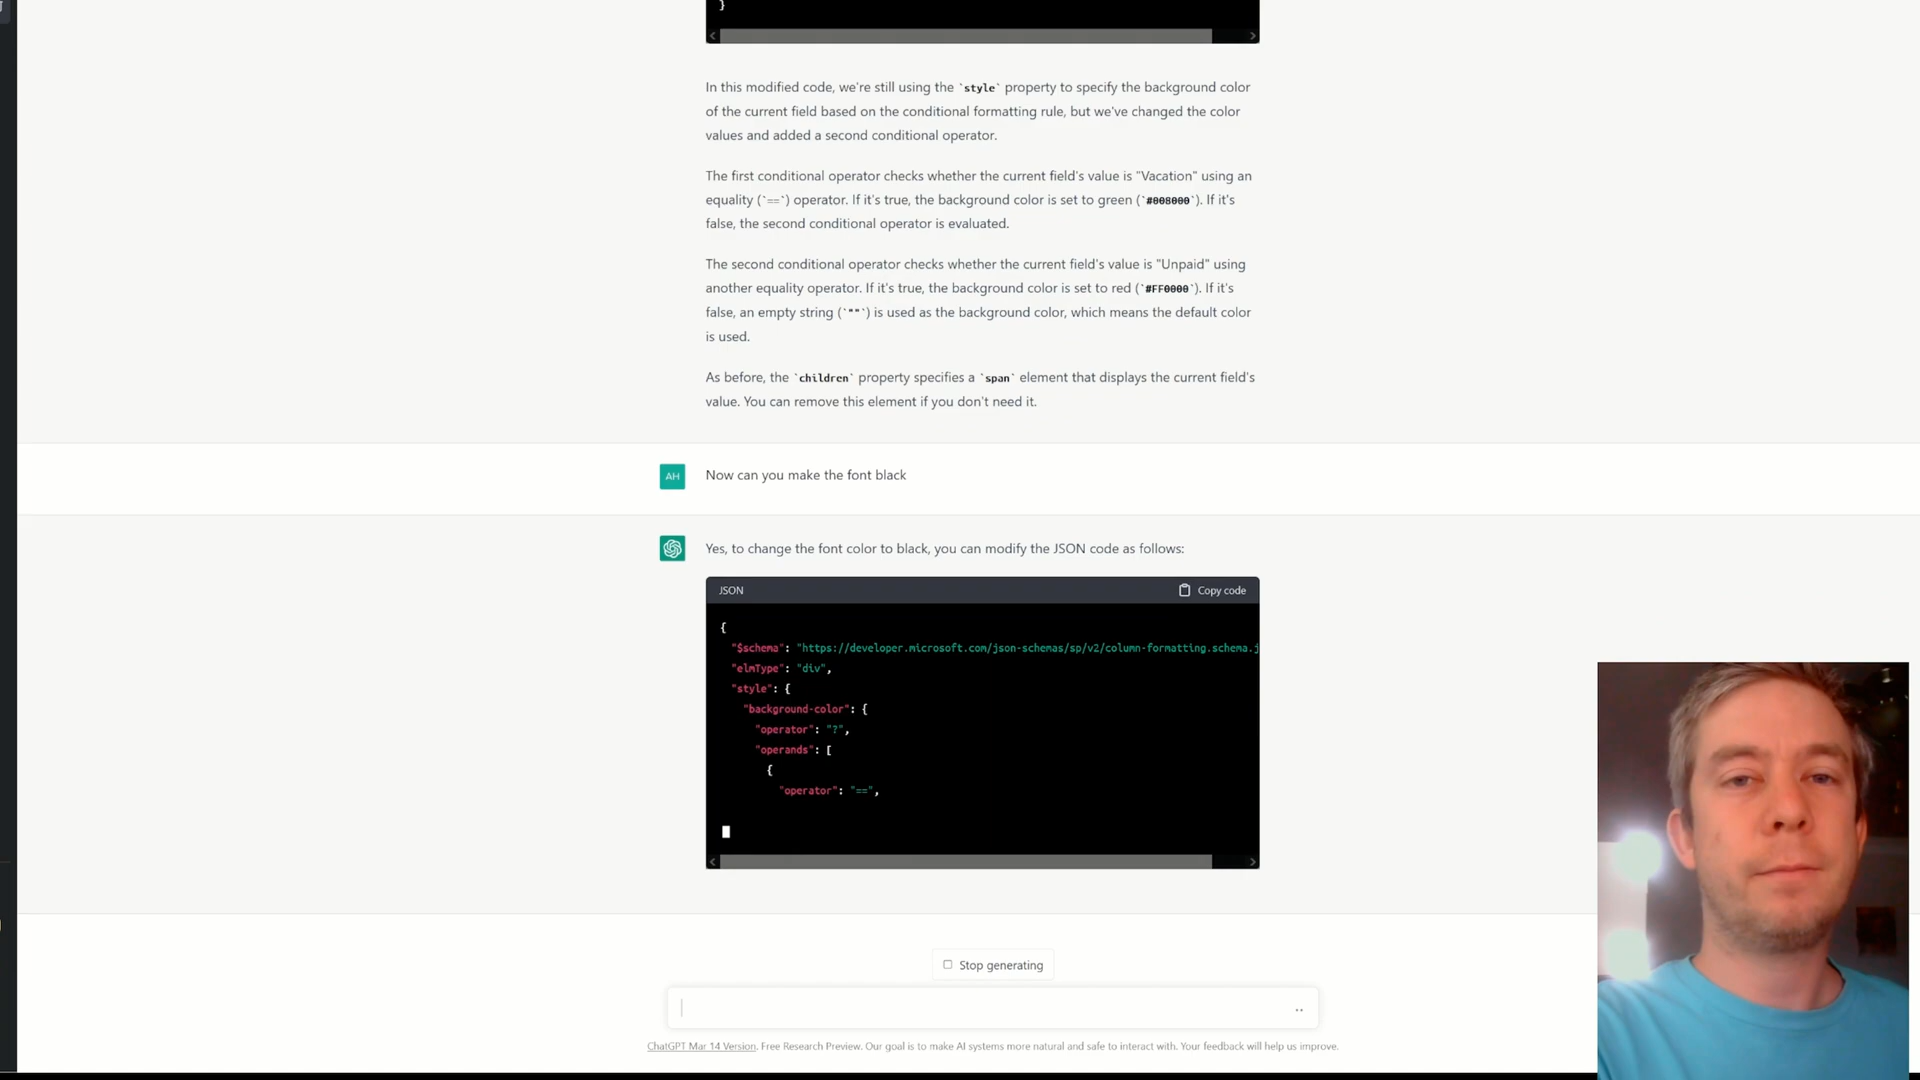 }
In this modified code, we're still using the `style` property to specify the background color
of the current field based on the conditional formatting rule, but we've changed the color
values and added a second conditional operator.
The first conditional operator checks whether the current field's value is "Vacation" using an
equality (`==`) operator. If it's true, the background color is set to green (`#008000`). If it's
false, the second conditional operator is evaluated.
The second conditional operator checks whether the current field's value is "Unpaid" using
another equality operator. If it's true, the background color is set to red (`#FF0000`). If it's
false, an empty string (`""`) is used as the background color, which means the default color
is used.
As before, the `children` property specifies a `span` element that displays the current field's
value. You can remove this element if you don't need it.
AH
Now can you make the font black
Yes, to change the font color to black, you can modify the JSON code as follows:
JSON
Copy code
{
"$schema": "https://developer.microsoft.com/json-schemas/sp/v2/column-formatting.schema.j
"elmType": "div",
"style": {
"background-color": {
"operator": "?",
"operands": [
{
"operator": "==",
Stop generating
ChatGPT Mar 14 Version. Free Research Preview. Our goal is to make AI systems more natural and safe to interact with. Your feedback will help us improve.